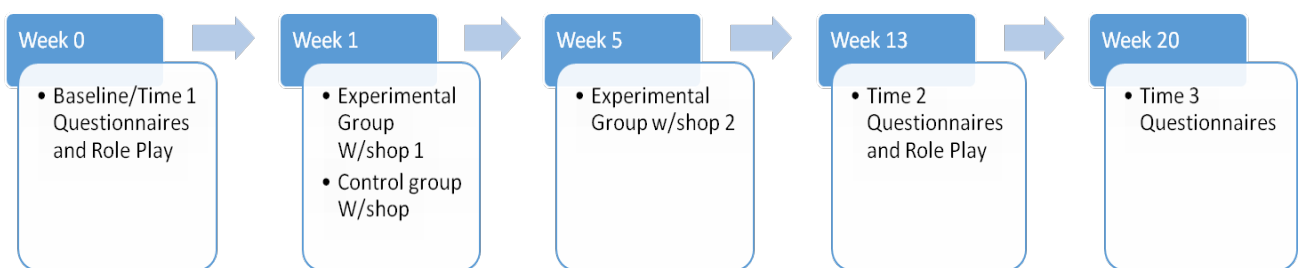 Week 0
• Baseline/Time 1
Questionnaires
and Role Play
Week 1
• Experimental
Group
W/shop 1
• Control group
W/shop
Week 5
• Experimental
Group w/shop 2
Week 13
• Time 2
Questionnaires
and Role Play
Week 20
• Time 3
Questionnaires